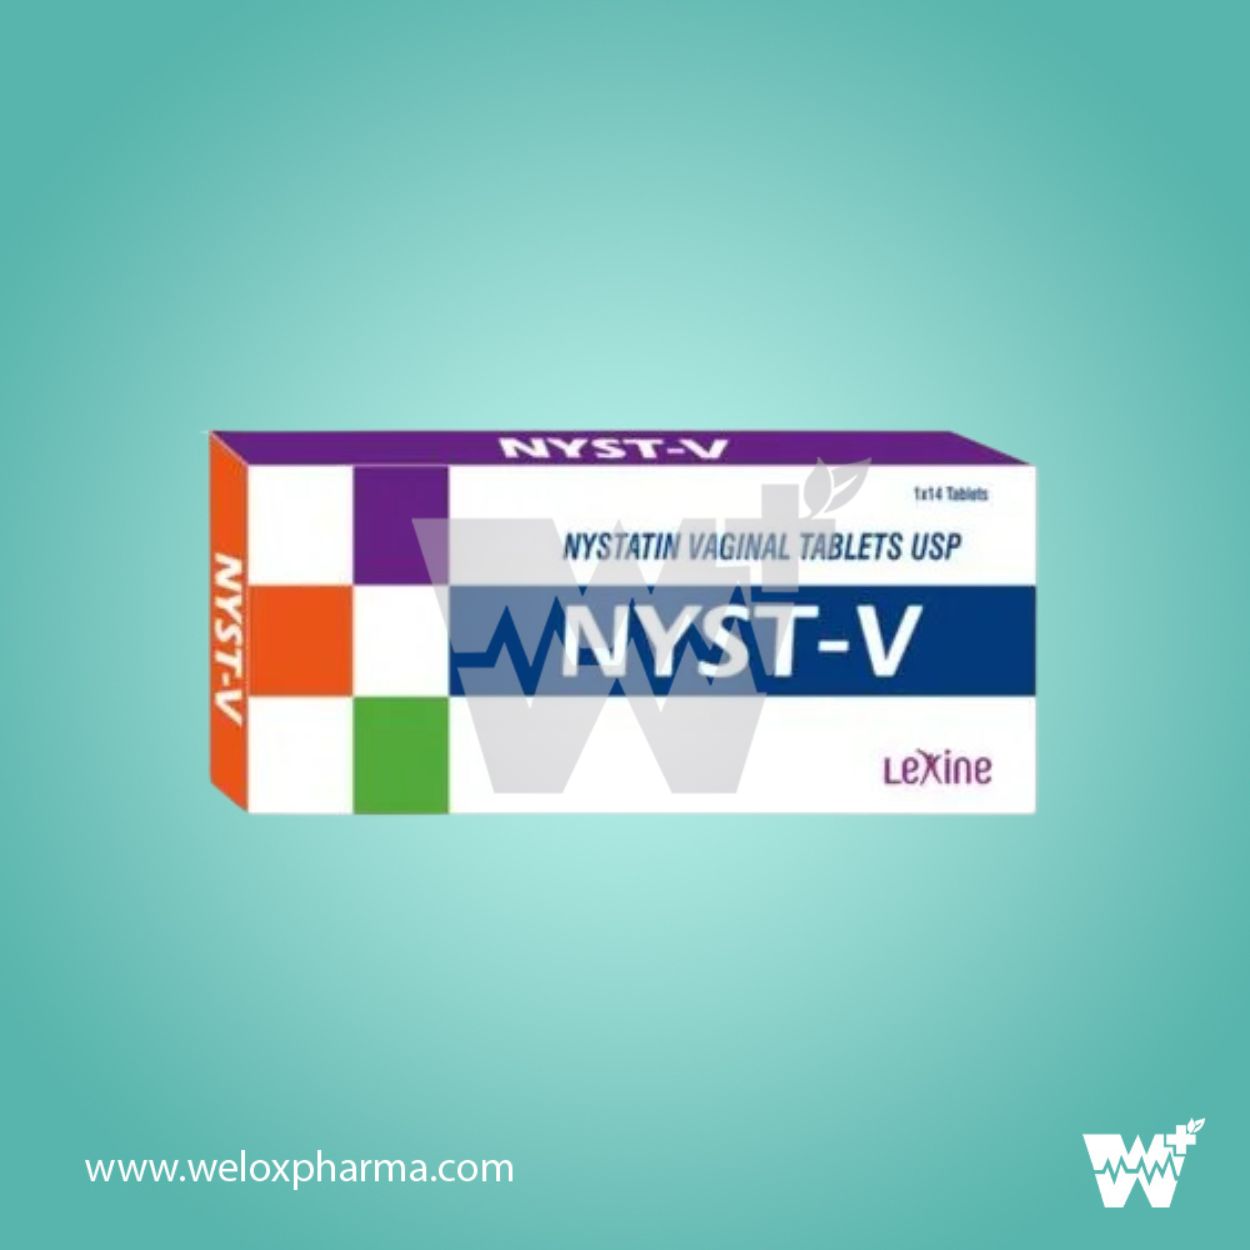 NYST-V
1x14 Tablets
NYSTATIN VAGINAL TABLETS USP
NYST-V
NYST-V
Lexine
www.weloxpharma.com